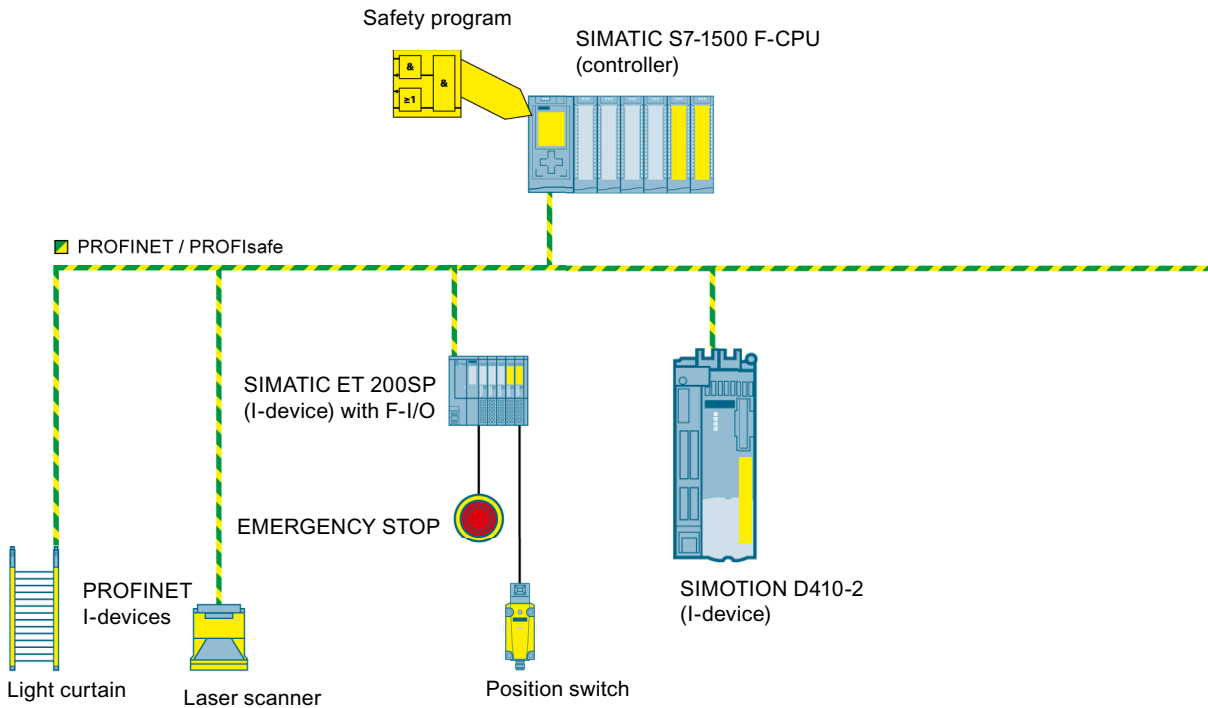 Safety program
&
&
≥1
SIMATIC S7-1500 F-CPU
(controller)
PROFINET / PROFIsafe
SIMATIC ET 200SP
(I-device) with F-I/O
EMERGENCY STOP
PROFINET
I-devices
SIMOTION D410-2
(I-device)
Light curtain
Laser scanner
Position switch